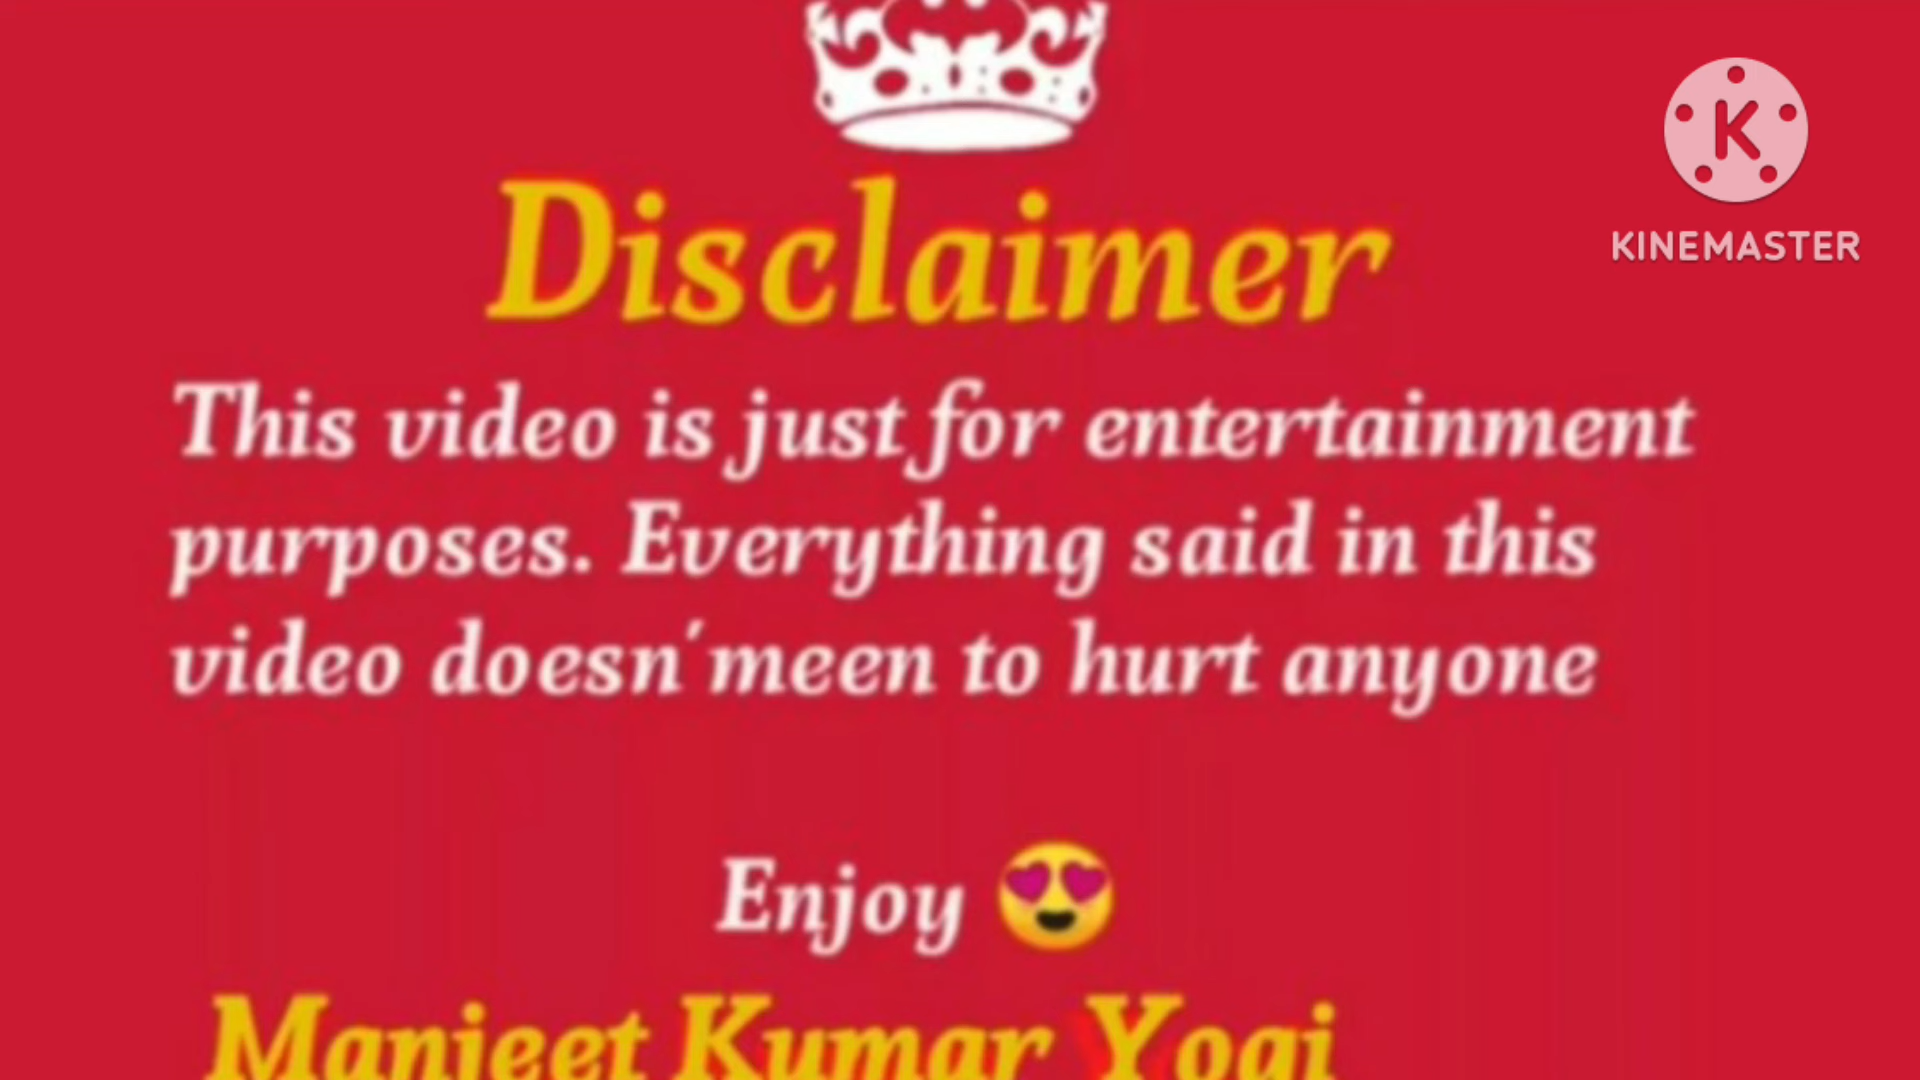 Disclaimer
K
KINEMASTER
This video is just for entertainment
purposes. Everything said in this
video doesn' meen to hurt anyone
Enjoy 😍
Manjeet Kumar Yogi